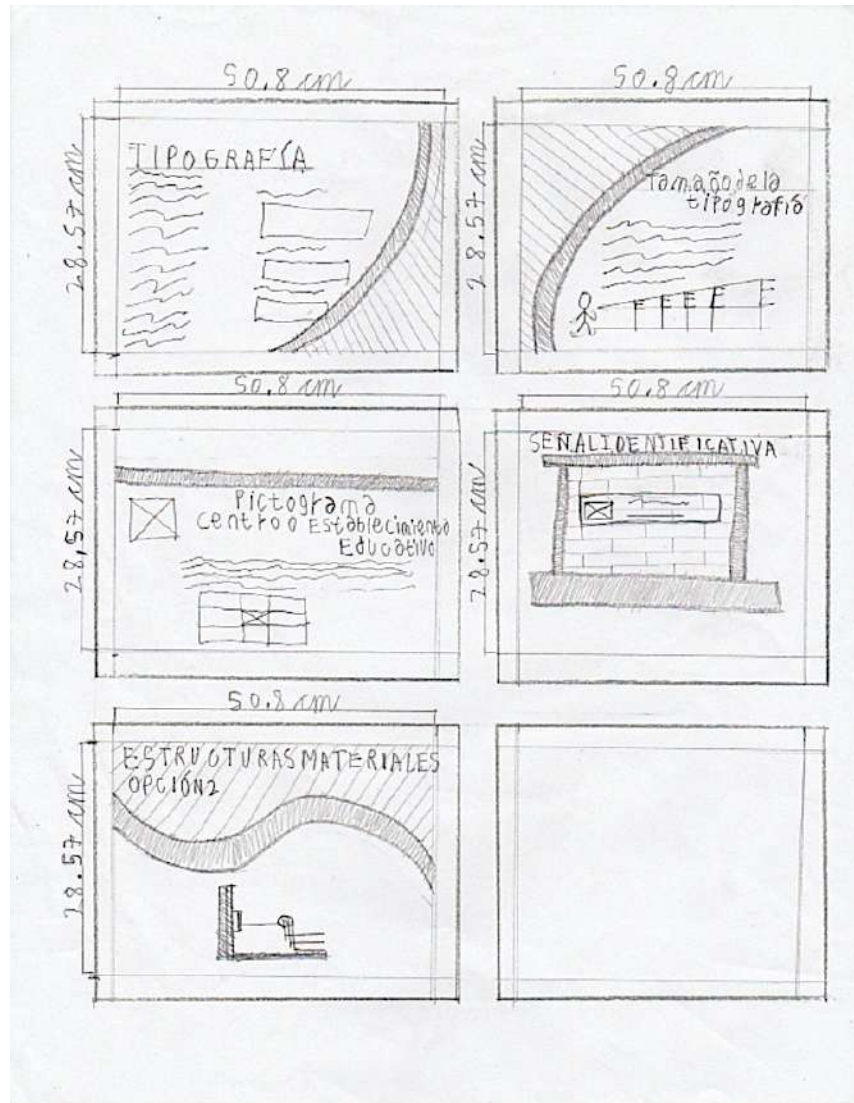 50.8 cm
28.57 cm
TIPOGRAFÍA
50.8 cm
28.57 cm
Tamaño de la
tipografía
50.8 cm
28,57 cm
Pictograma
Centro o Establecimiento
Educativo
50.8 cm
28.57 cm
SEÑAL IDENTIFICATIVA
50.8 cm
28.57 cm
ESTRUCTURAS MATERIALES
OPCIÓN 2